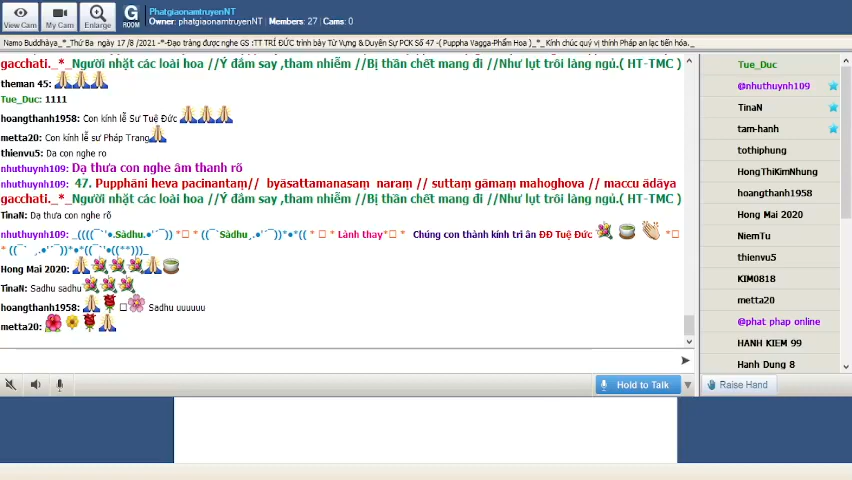 View Cam
My Cam
Enlarge
G
ROOM
PhatgiaonamtruyenNT
Owner: phatgiaonamtruyenNT | Members: 27 | Cams: 0
Namo Buddhàya_*_Thứ Ba ngày 17 /8 /2021 -*-Đạo tràng được nghe GS :TT TRÍ ĐỨC trình bày Từ Vựng & Duyên Sự PCK Số 47 -( Puppha Vagga-Phẩm Hoa )_*_ Kính chúc quý vị thính Pháp an lạc tiến hóa._
gacchati._*_Người nhặt các loài hoa //Ý đắm say ,tham nhiễm //Bị thần chết mang đi //Như lụt trôi làng ngủ.( HT-TMC )
theman 45:
Tue_Duc: 1111
hoangthanh1958: Con kính lễ Sư Tuệ Đức
metta20: Con kính lễ sư Pháp Trang
thienvu5: Da con nghe ro
nhuthuynh109: Dạ thưa con nghe âm thanh rõ
nhuthuynh109: 47. Pupphāni heva pacinantaṃ// byāsattamanasaṃ naraṃ // suttaṃ gāmaṃ mahoghova // maccu ādāya
gacchati._*_Người nhặt các loài hoa //Ý đắm say ,tham nhiễm //Bị thần chết mang đi //Như lụt trôi làng ngủ.( HT-TMC )
TinaN: Dạ thưa con nghe rõ
nhuthuynh109: _((((¯`'•.Sàdhu.•'´¯)) *□ * ((¯`Sàdhu¸.•'´¯))*•*(( * □ * Lành thay*□ * Chúng con thành kính tri ân ĐĐ Tuệ Đức *□
* ((¯` ¸.•'´¯))*•*((¯`•((**)))_
Hong Mai 2020:
TinaN: Sadhu sadhu
hoangthanh1958: □ Sadhu uuuuuu
metta20:
Hold to Talk
Raise Hand
Tue_Duc
@nhuthuynh109
TinaN
tam-hanh
tothiphung
HongThiKimNhung
hoangthanh1958
Hong Mai 2020
NiemTu
thienvu5
KIM0818
metta20
@phat phap online
HANH KIEM 99
Hanh Dung 8